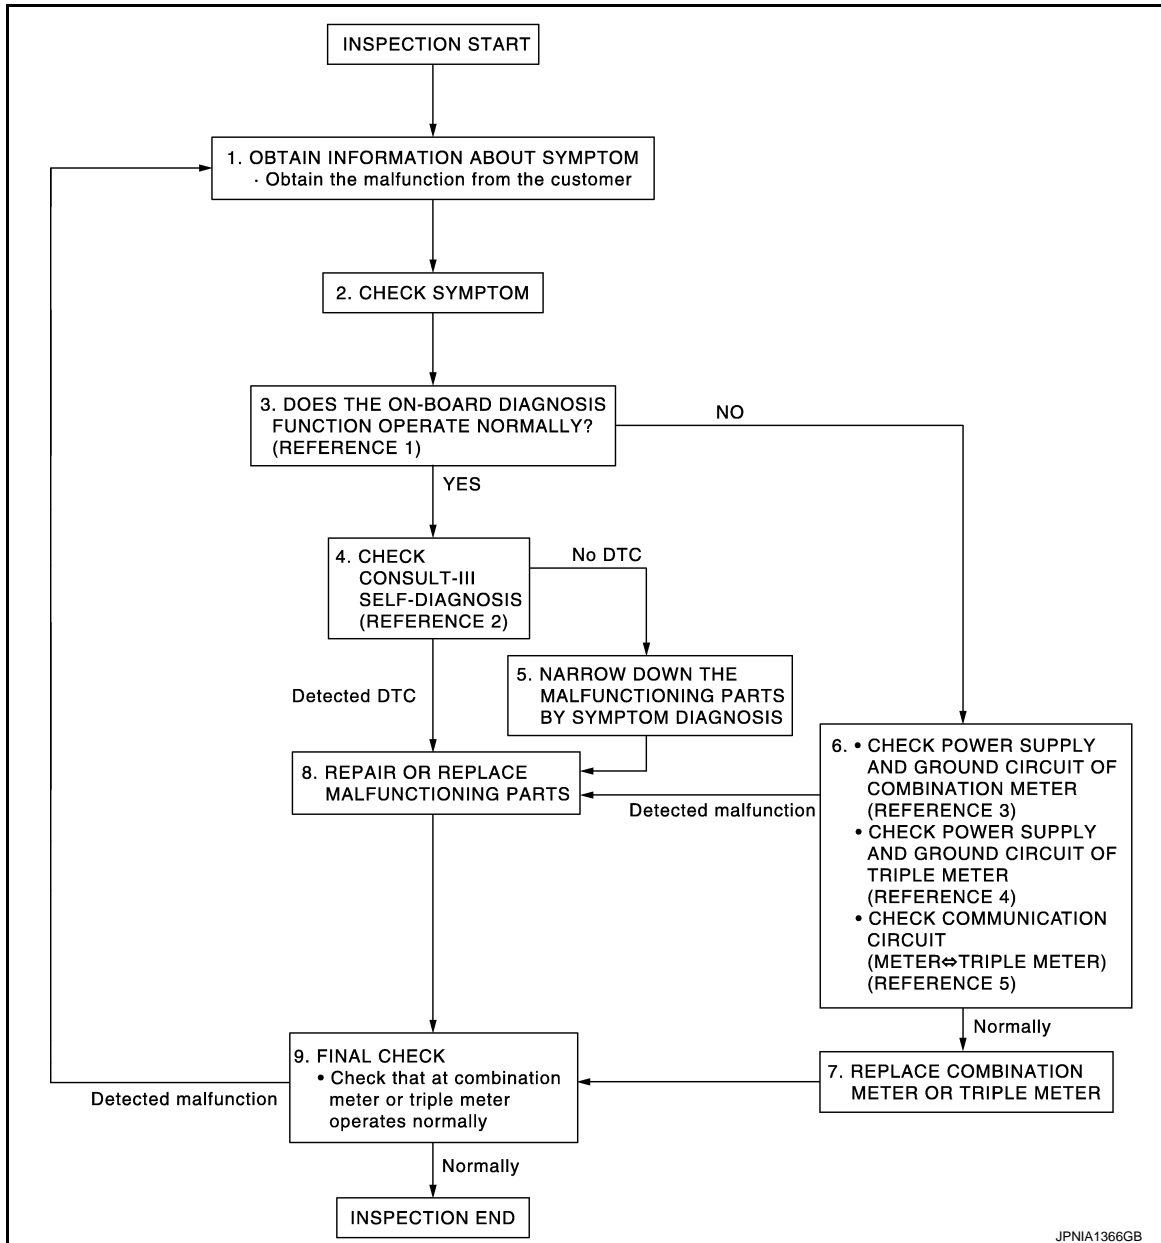 INSPECTION START
1. OBTAIN INFORMATION ABOUT SYMPTOM
· Obtain the malfunction from the customer
2. CHECK SYMPTOM
3. DOES THE ON-BOARD DIAGNOSIS
FUNCTION OPERATE NORMALLY?
(REFERENCE 1)
NO
YES
4. CHECK
CONSULT-III
SELF-DIAGNOSIS
(REFERENCE 2)
No DTC
Detected DTC
5. NARROW DOWN THE
MALFUNCTIONING PARTS
BY SYMPTOM DIAGNOSIS
6. • CHECK POWER SUPPLY
AND GROUND CIRCUIT OF
COMBINATION METER
(REFERENCE 3)
• CHECK POWER SUPPLY
AND GROUND CIRCUIT OF
TRIPLE METER
(REFERENCE 4)
• CHECK COMMUNICATION
CIRCUIT
(METER⇔TRIPLE METER)
(REFERENCE 5)
8. REPAIR OR REPLACE
MALFUNCTIONING PARTS
Detected malfunction
Normally
7. REPLACE COMBINATION
METER OR TRIPLE METER
9. FINAL CHECK
• Check that at combination
meter or triple meter
operates normally
Detected malfunction
Normally
INSPECTION END
JPNIA1366GB